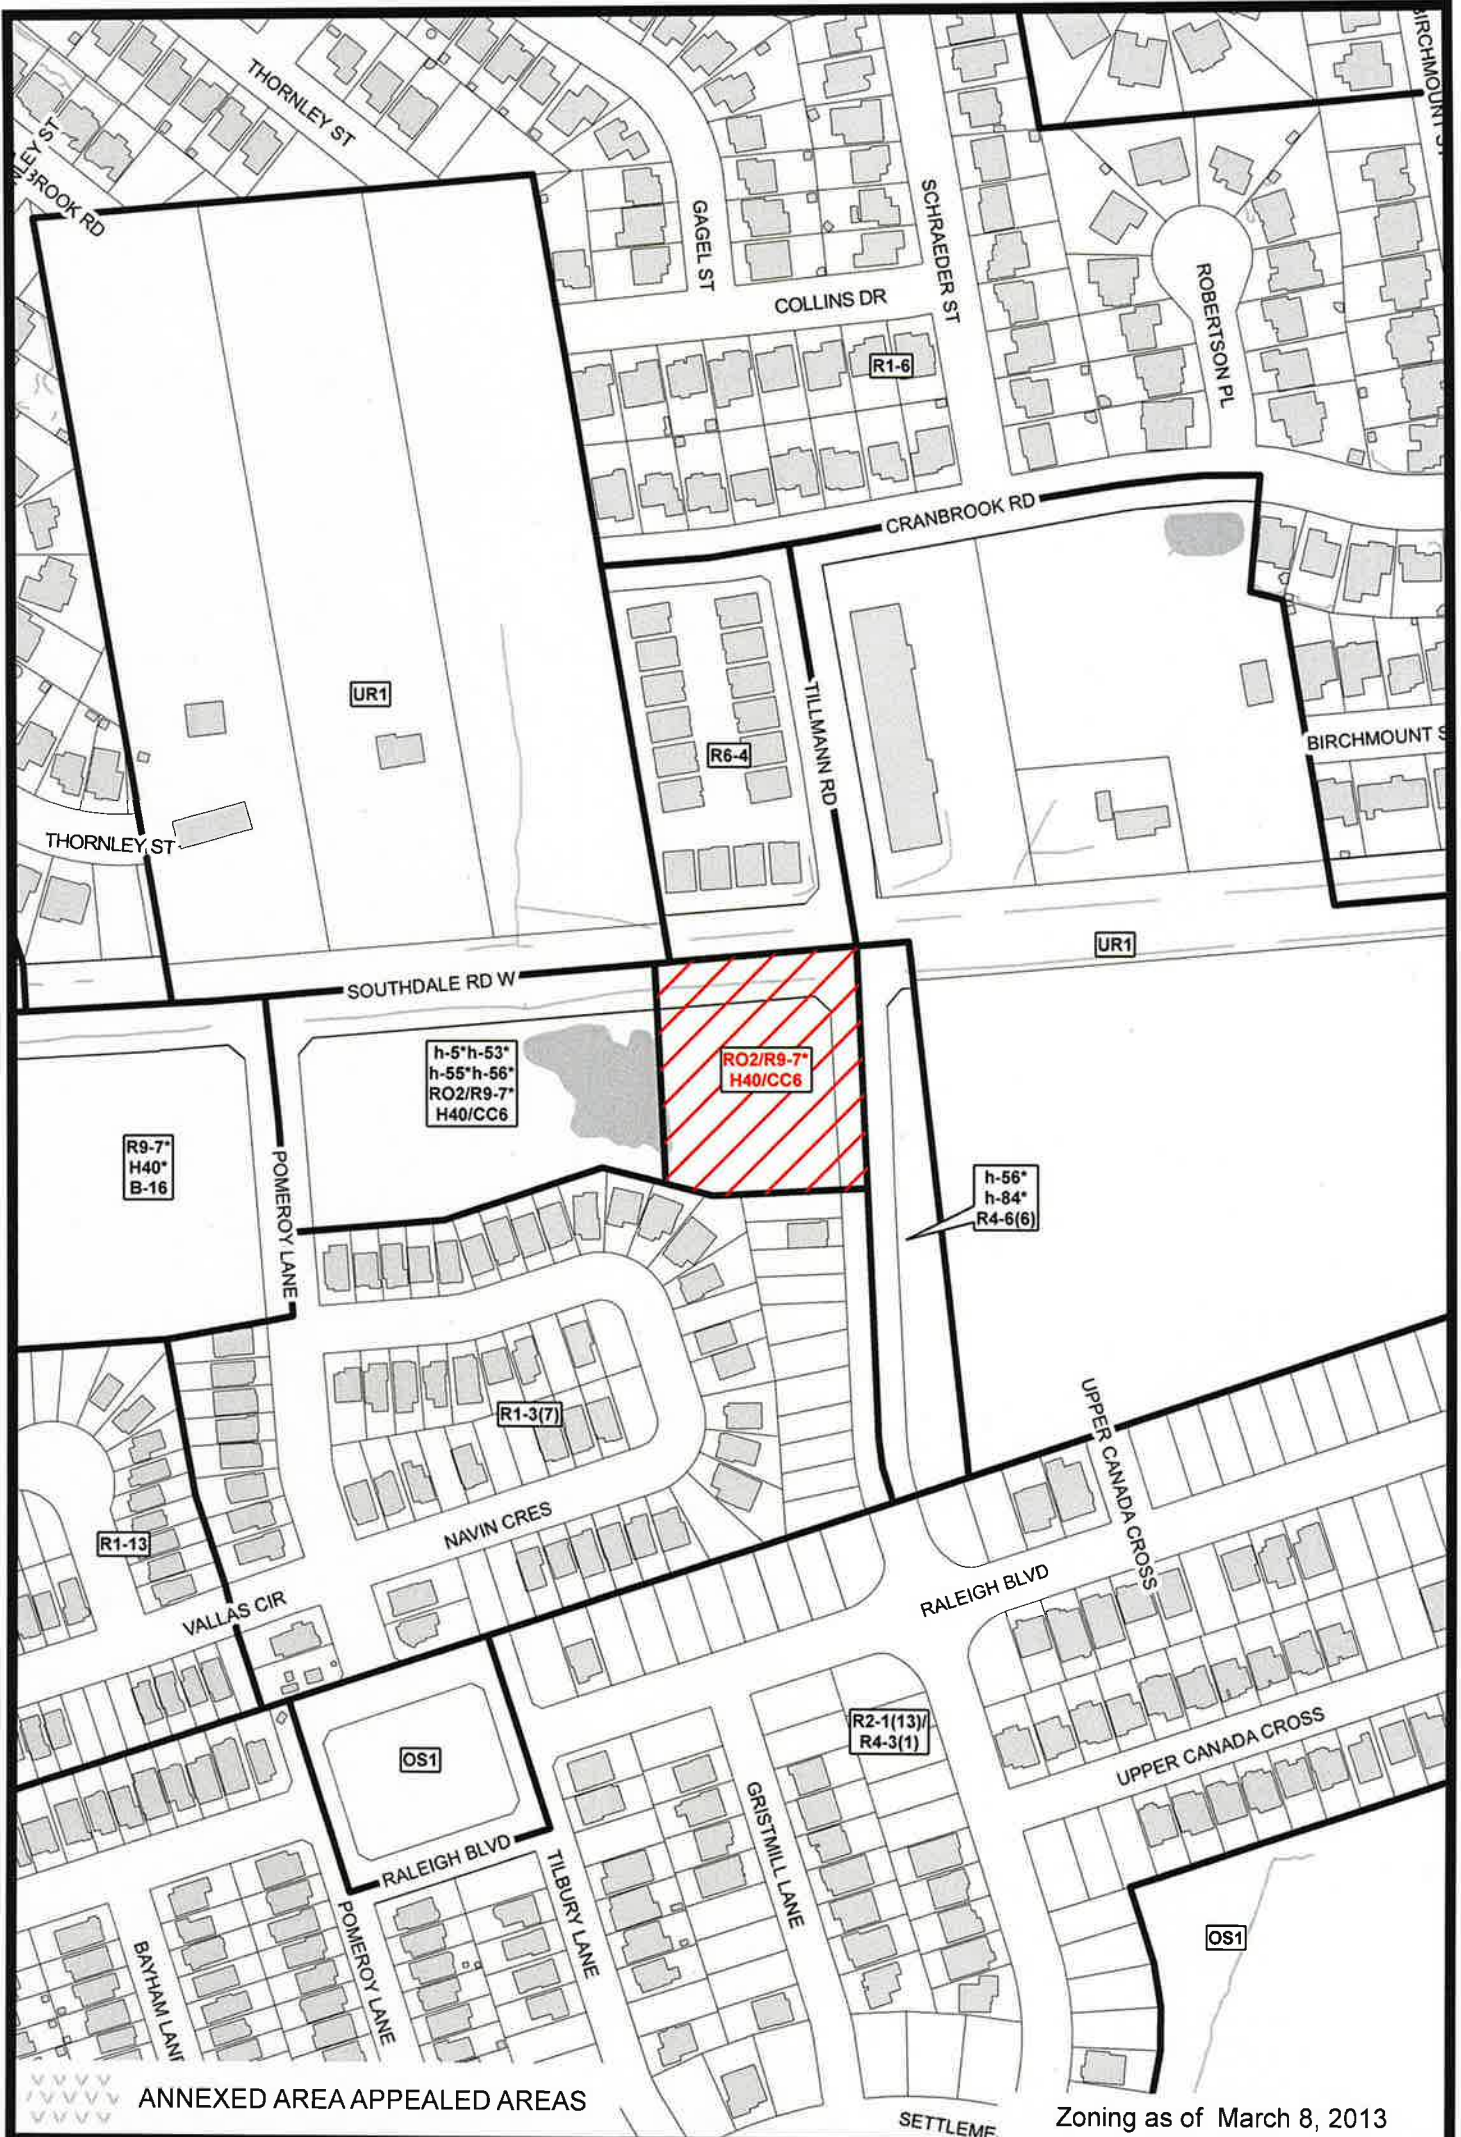 BIRCHMOUNT ST
THORNLEY ST
GAGEL ST
SCHRAEDER ST
ROBERTSON PL
COLLINS DR
R1-6
CRANBROOK RD
UR1
R6-4
TILLMANN RD
BIRCHMOUNT S
THORNLEY ST
UR1
SOUTHDALE RD W
h-5*h-53*
h-55*h-56*
RO2/R9-7*
H40/CC6
RO2/R9-7*
H40/CC6
R9-7*
H40*
B-16
POMEROY LANE
h-56*
h-84*
R4-6(6)
R1-3(7)
UPPER CANADA CROSS
NAVIN CRES
R1-13
RALEIGH BLVD
VALLAS CIR
R2-1(13)/
R4-3(1)
OS1
UPPER CANADA CROSS
GRISTMILL LANE
RALEIGH BLVD
TILBURY LANE
POMEROY LANE
BAYHAM LANE
OS1
ANNEXED AREA APPEALED AREAS
SETTLEME
Zoning as of March 8, 2013